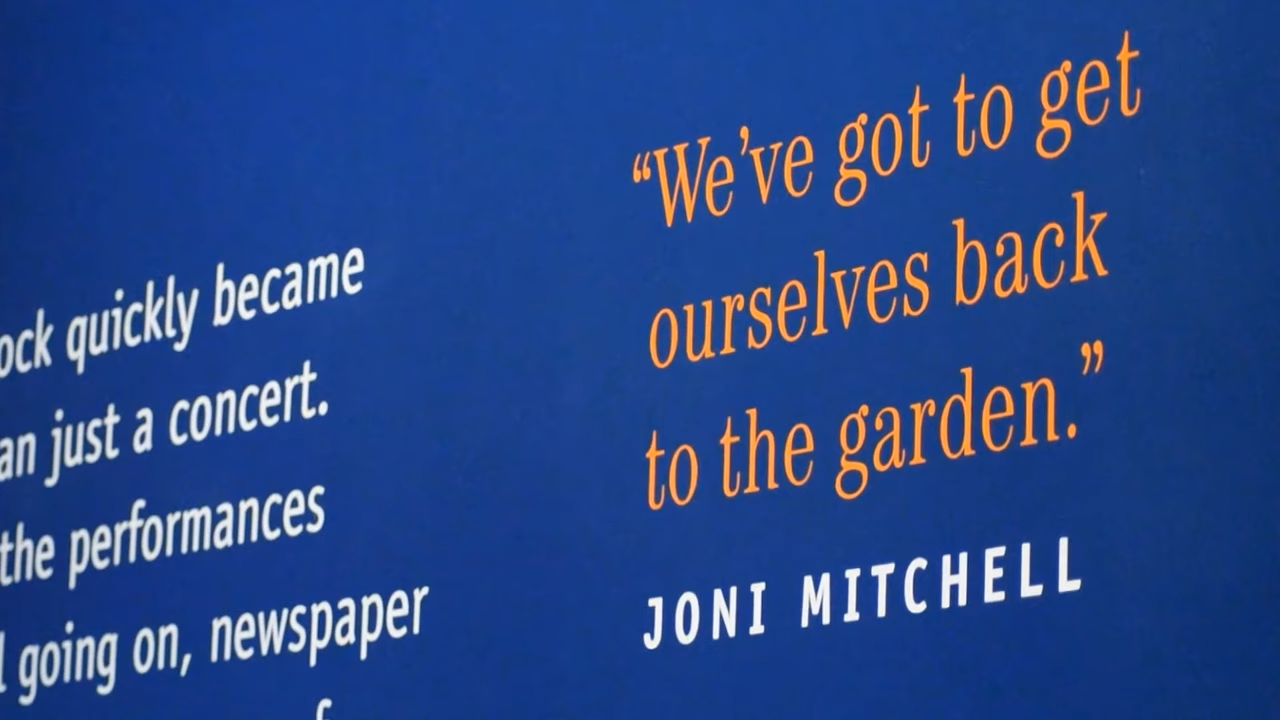 ock quickly became
an just a concert.
the performances
l going on, newspaper
f
“We’ve got to get
ourselves back
to the garden.”
JONI MITCHELL